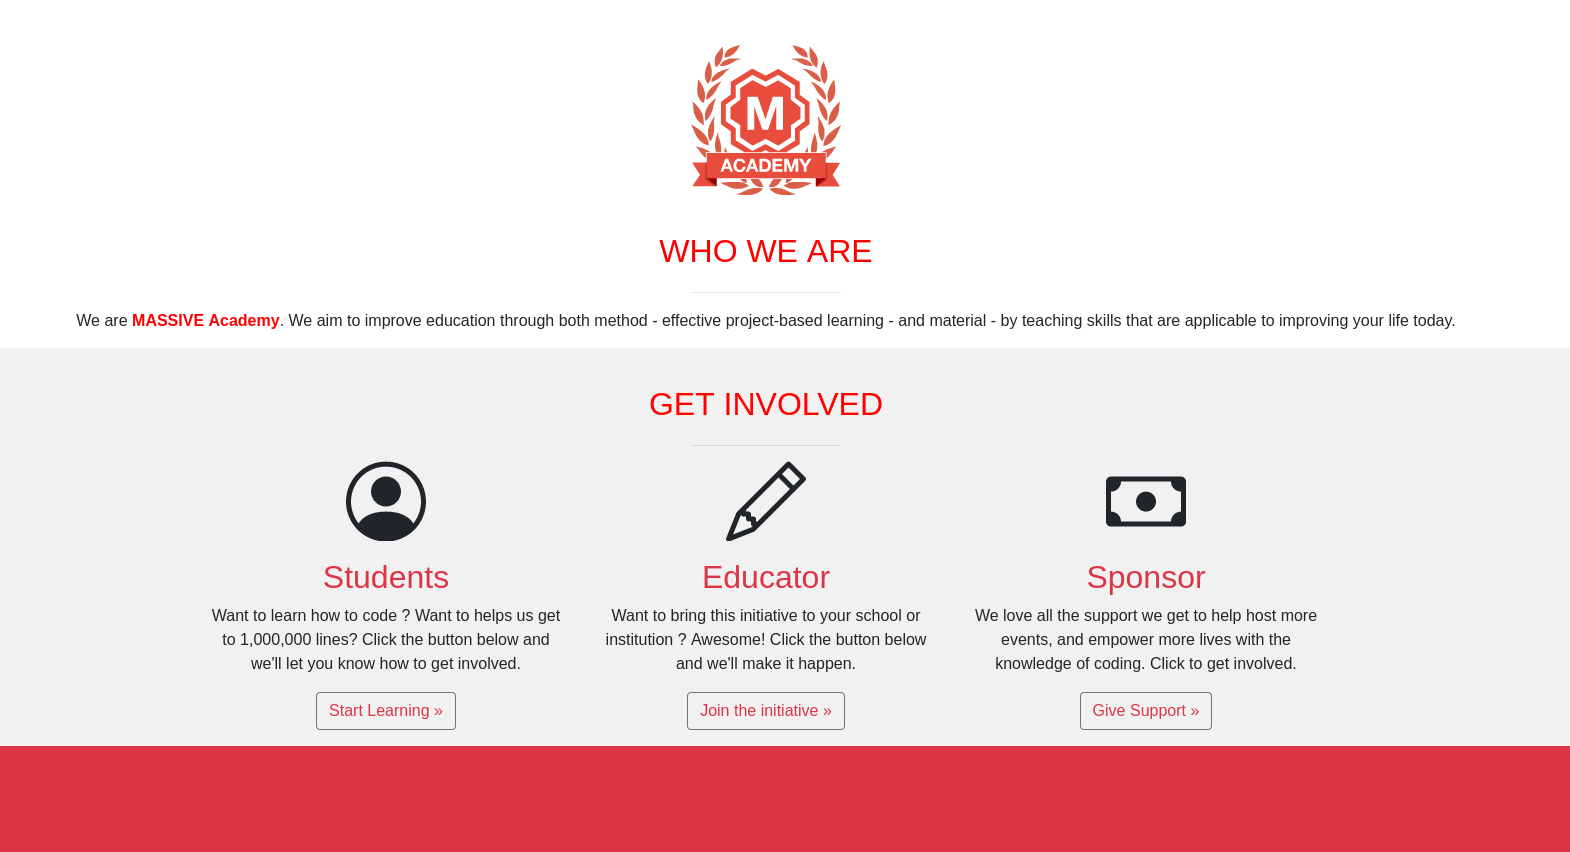 M
ACADEMY
WHO WE ARE
We are MASSIVE Academy. We aim to improve education through both method - effective project-based learning - and material - by teaching skills that are applicable to improving your life today.
GET INVOLVED
Students
Want to learn how to code ? Want to helps us get
to 1,000,000 lines? Click the button below and
we'll let you know how to get involved.
Start Learning »
Educator
Want to bring this initiative to your school or
institution ? Awesome! Click the button below
and we'll make it happen.
Join the initiative »
Sponsor
We love all the support we get to help host more
events, and empower more lives with the
knowledge of coding. Click to get involved.
Give Support »